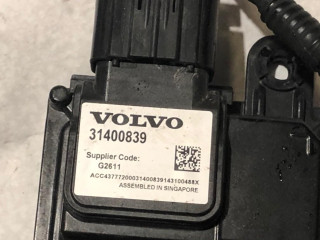 VOLVO
31400839
Supplier Code:
G2611
ACC43777200031400839143100488X
ASSEMBLED IN SINGAPORE